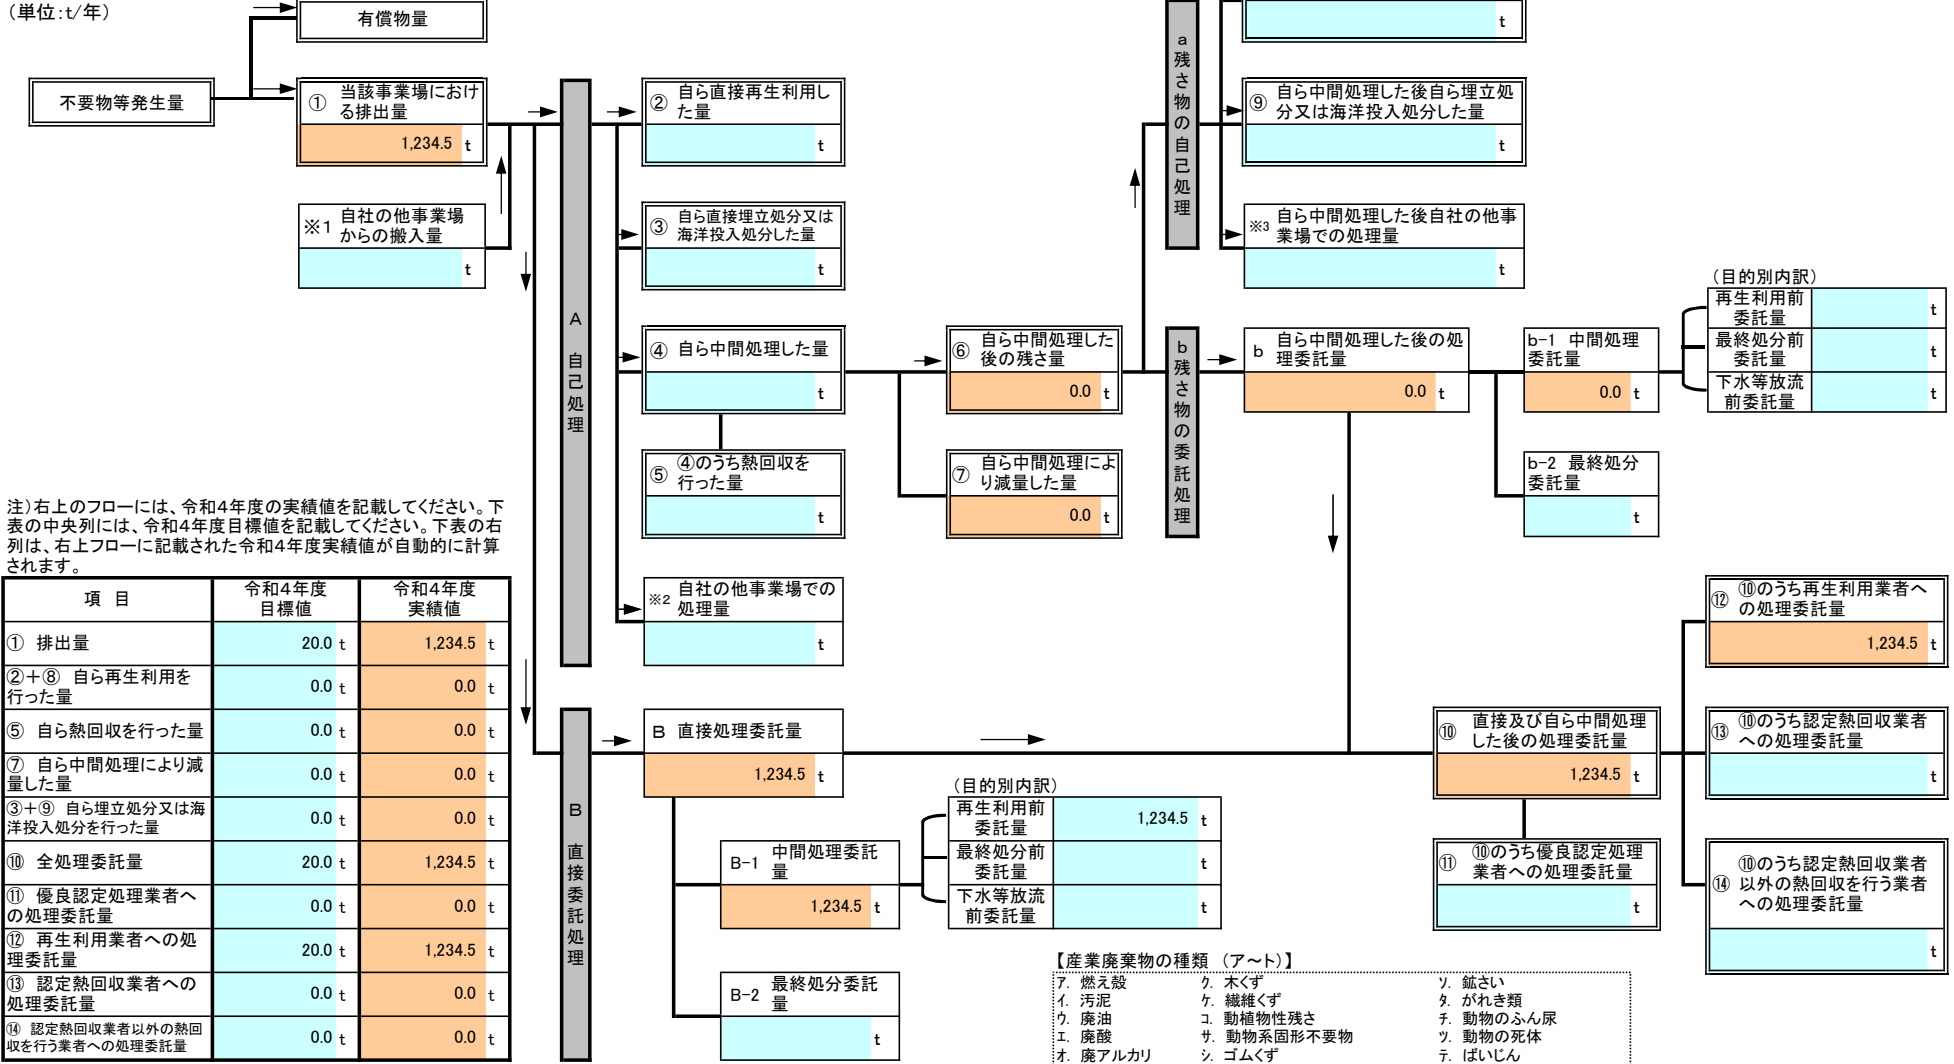 (単位:t/年)
有償物量
t
不要物等発生量
① 当該事業場におけ
る排出量
1,234.5 t
※1 自社の他事業場
からの搬入量
t
A
自己処理
② 自ら直接再生利用し
た量
t
③ 自ら直接埋立処分又は
海洋投入処分した量
t
④ 自ら中間処理した量
t
⑤ ④のうち熱回収を
行った量
t
※2 自社の他事業場での
処理量
t
⑥ 自ら中間処理した
後の残さ量
0.0 t
⑦ 自ら中間処理によ
り減量した量
0.0 t
a残さ物の自己処理
⑨ 自ら中間処理した後自ら埋立処
分又は海洋投入処分した量
t
※3 自ら中間処理した後自社の他事
業場での処理量
t
b残さ物の委託処理
b 自ら中間処理した後の処
理委託量
0.0 t
b-1 中間処理
委託量
0.0 t
b-2 最終処分
委託量
t
(目的別内訳)
再生利用前
委託量
t
最終処分前
委託量
t
下水等放流
前委託量
t
注)右上のフローには、令和4年度の実績値を記載してください。下
表の中央列には、令和4年度目標値を記載してください。下表の右
列は、右上フローに記載された令和4年度実績値が自動的に計算
されます。
項 目
令和4年度
目標値
令和4年度
実績値
① 排出量 20.0 t 1,234.5 t
②+⑧ 自ら再生利用を
行った量 0.0 t 0.0 t
⑤ 自ら熱回収を行った量 0.0 t 0.0 t
⑦ 自ら中間処理により減
量した量 0.0 t 0.0 t
③+⑨ 自ら埋立処分又は海
洋投入処分を行った量 0.0 t 0.0 t
⑩ 全処理委託量 20.0 t 1,234.5 t
⑪ 優良認定処理業者へ
の処理委託量 0.0 t 0.0 t
⑫ 再生利用業者への処
理委託量 20.0 t 1,234.5 t
⑬ 認定熱回収業者への
処理委託量 0.0 t 0.0 t
⑭ 認定熱回収業者以外の熱回
収を行う業者への処理委託量 0.0 t 0.0 t
B
直接委託処理
B 直接処理委託量
1,234.5 t
B-1 中間処理委託
量
1,234.5 t
B-2 最終処分委託
量
t
(目的別内訳)
再生利用前
委託量
1,234.5 t
最終処分前
委託量
t
下水等放流
前委託量
t
⑩ 直接及び自ら中間処理
した後の処理委託量
1,234.5 t
⑪ ⑩のうち優良認定処理
業者への処理委託量
t
⑫ ⑩のうち再生利用業者へ
の処理委託量
1,234.5 t
⑬ ⑩のうち認定熱回収業者
への処理委託量
t
⑭ ⑩のうち認定熱回収業者
以外の熱回収を行う業者
への処理委託量
t
【産業廃棄物の種類 (ア~ト)】
ア. 燃え殻 ク. 木くず ソ. 鉱さい
イ. 汚泥 ケ. 繊維くず タ. がれき類
ウ. 廃油 コ. 動植物性残さ チ. 動物のふん尿
エ. 廃酸 サ. 動物系固形不要物 ツ. 動物の死体
オ. 廃アルカリ シ. ゴムくず テ. ばいじん